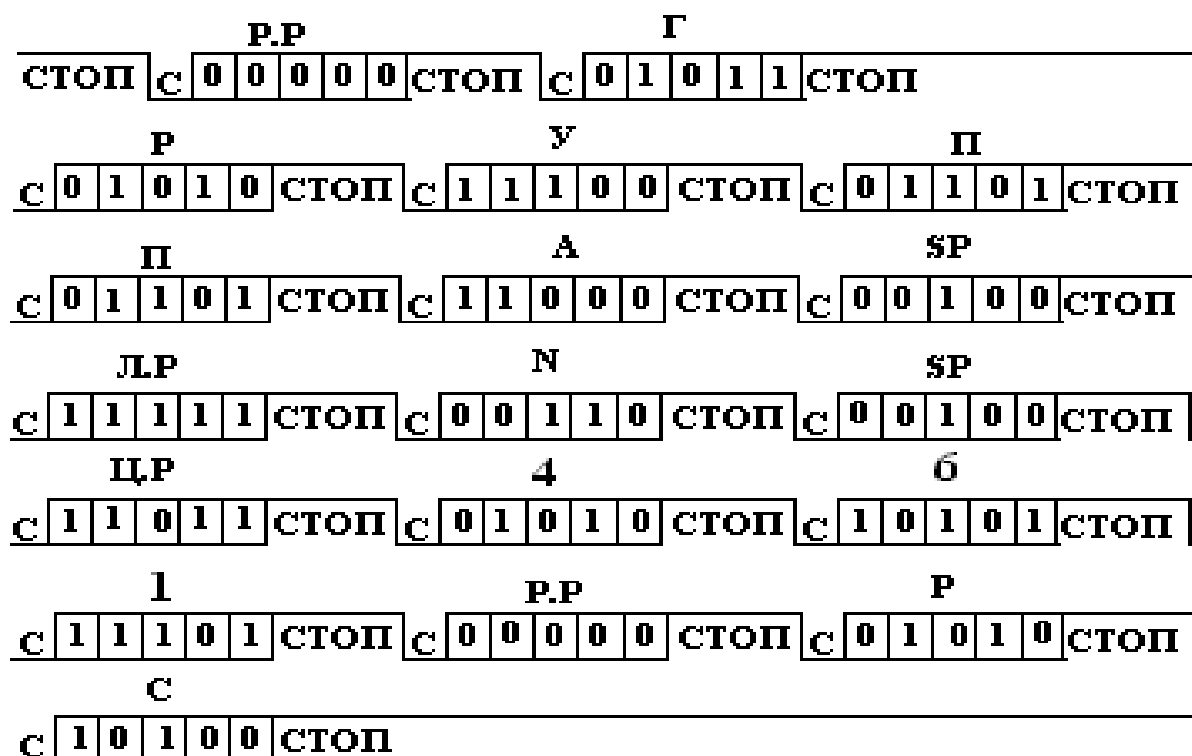 Р.Р Г
СТОП С 0 0 0 0 0 СТОП С 0 1 0 1 1 СТОП
Р У П
С 0 1 0 1 0 СТОП С 1 1 1 0 0 СТОП С 0 1 1 0 1 СТОП
П А SP
С 0 1 1 0 1 СТОП С 1 1 0 0 0 СТОП С 0 0 1 0 0 СТОП
Л.Р N SP
С 1 1 1 1 1 СТОП С 0 0 1 1 0 СТОП С 0 0 1 0 0 СТОП
Ц.Р 4 6
С 1 1 0 1 1 СТОП С 0 1 0 1 0 СТОП С 1 0 1 0 1 СТОП
1 Р.Р Р
С 1 1 1 0 1 СТОП С 0 0 0 0 0 СТОП С 0 1 0 1 0 СТОП
С
С 1 0 1 0 0 СТОП